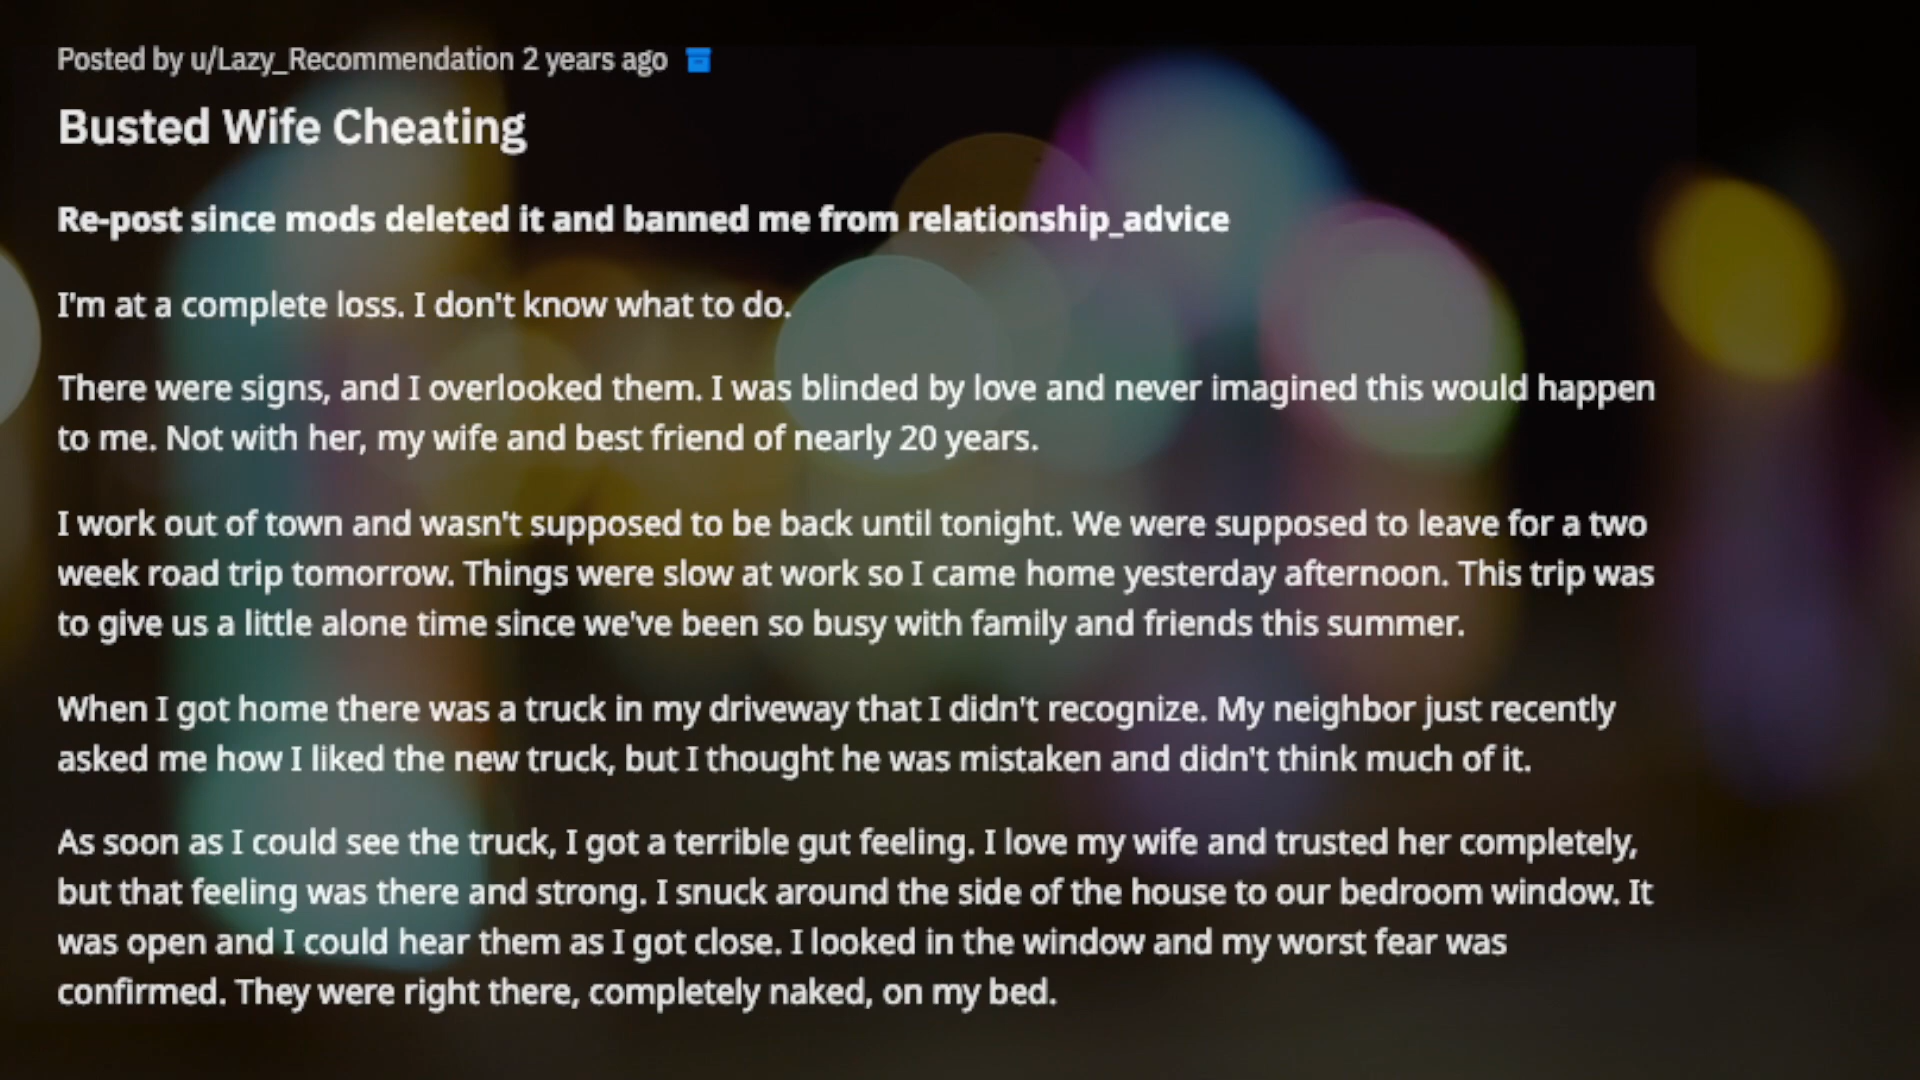 Posted by u/Lazy_Recommendation 2 years ago
Busted Wife Cheating
Re-post since mods deleted it and banned me from relationship_advice
I'm at a complete loss. I don't know what to do.
There were signs, and I overlooked them. I was blinded by love and never imagined this would happen
to me. Not with her, my wife and best friend of nearly 20 years.
I work out of town and wasn't supposed to be back until tonight. We were supposed to leave for a two
week road trip tomorrow. Things were slow at work so I came home yesterday afternoon. This trip was
to give us a little alone time since we've been so busy with family and friends this summer.
When I got home there was a truck in my driveway that I didn't recognize. My neighbor just recently
asked me how I liked the new truck, but I thought he was mistaken and didn't think much of it.
As soon as I could see the truck, I got a terrible gut feeling. I love my wife and trusted her completely,
but that feeling was there and strong. I snuck around the side of the house to our bedroom window. It
was open and I could hear them as I got close. I looked in the window and my worst fear was
confirmed. They were right there, completely naked, on my bed.